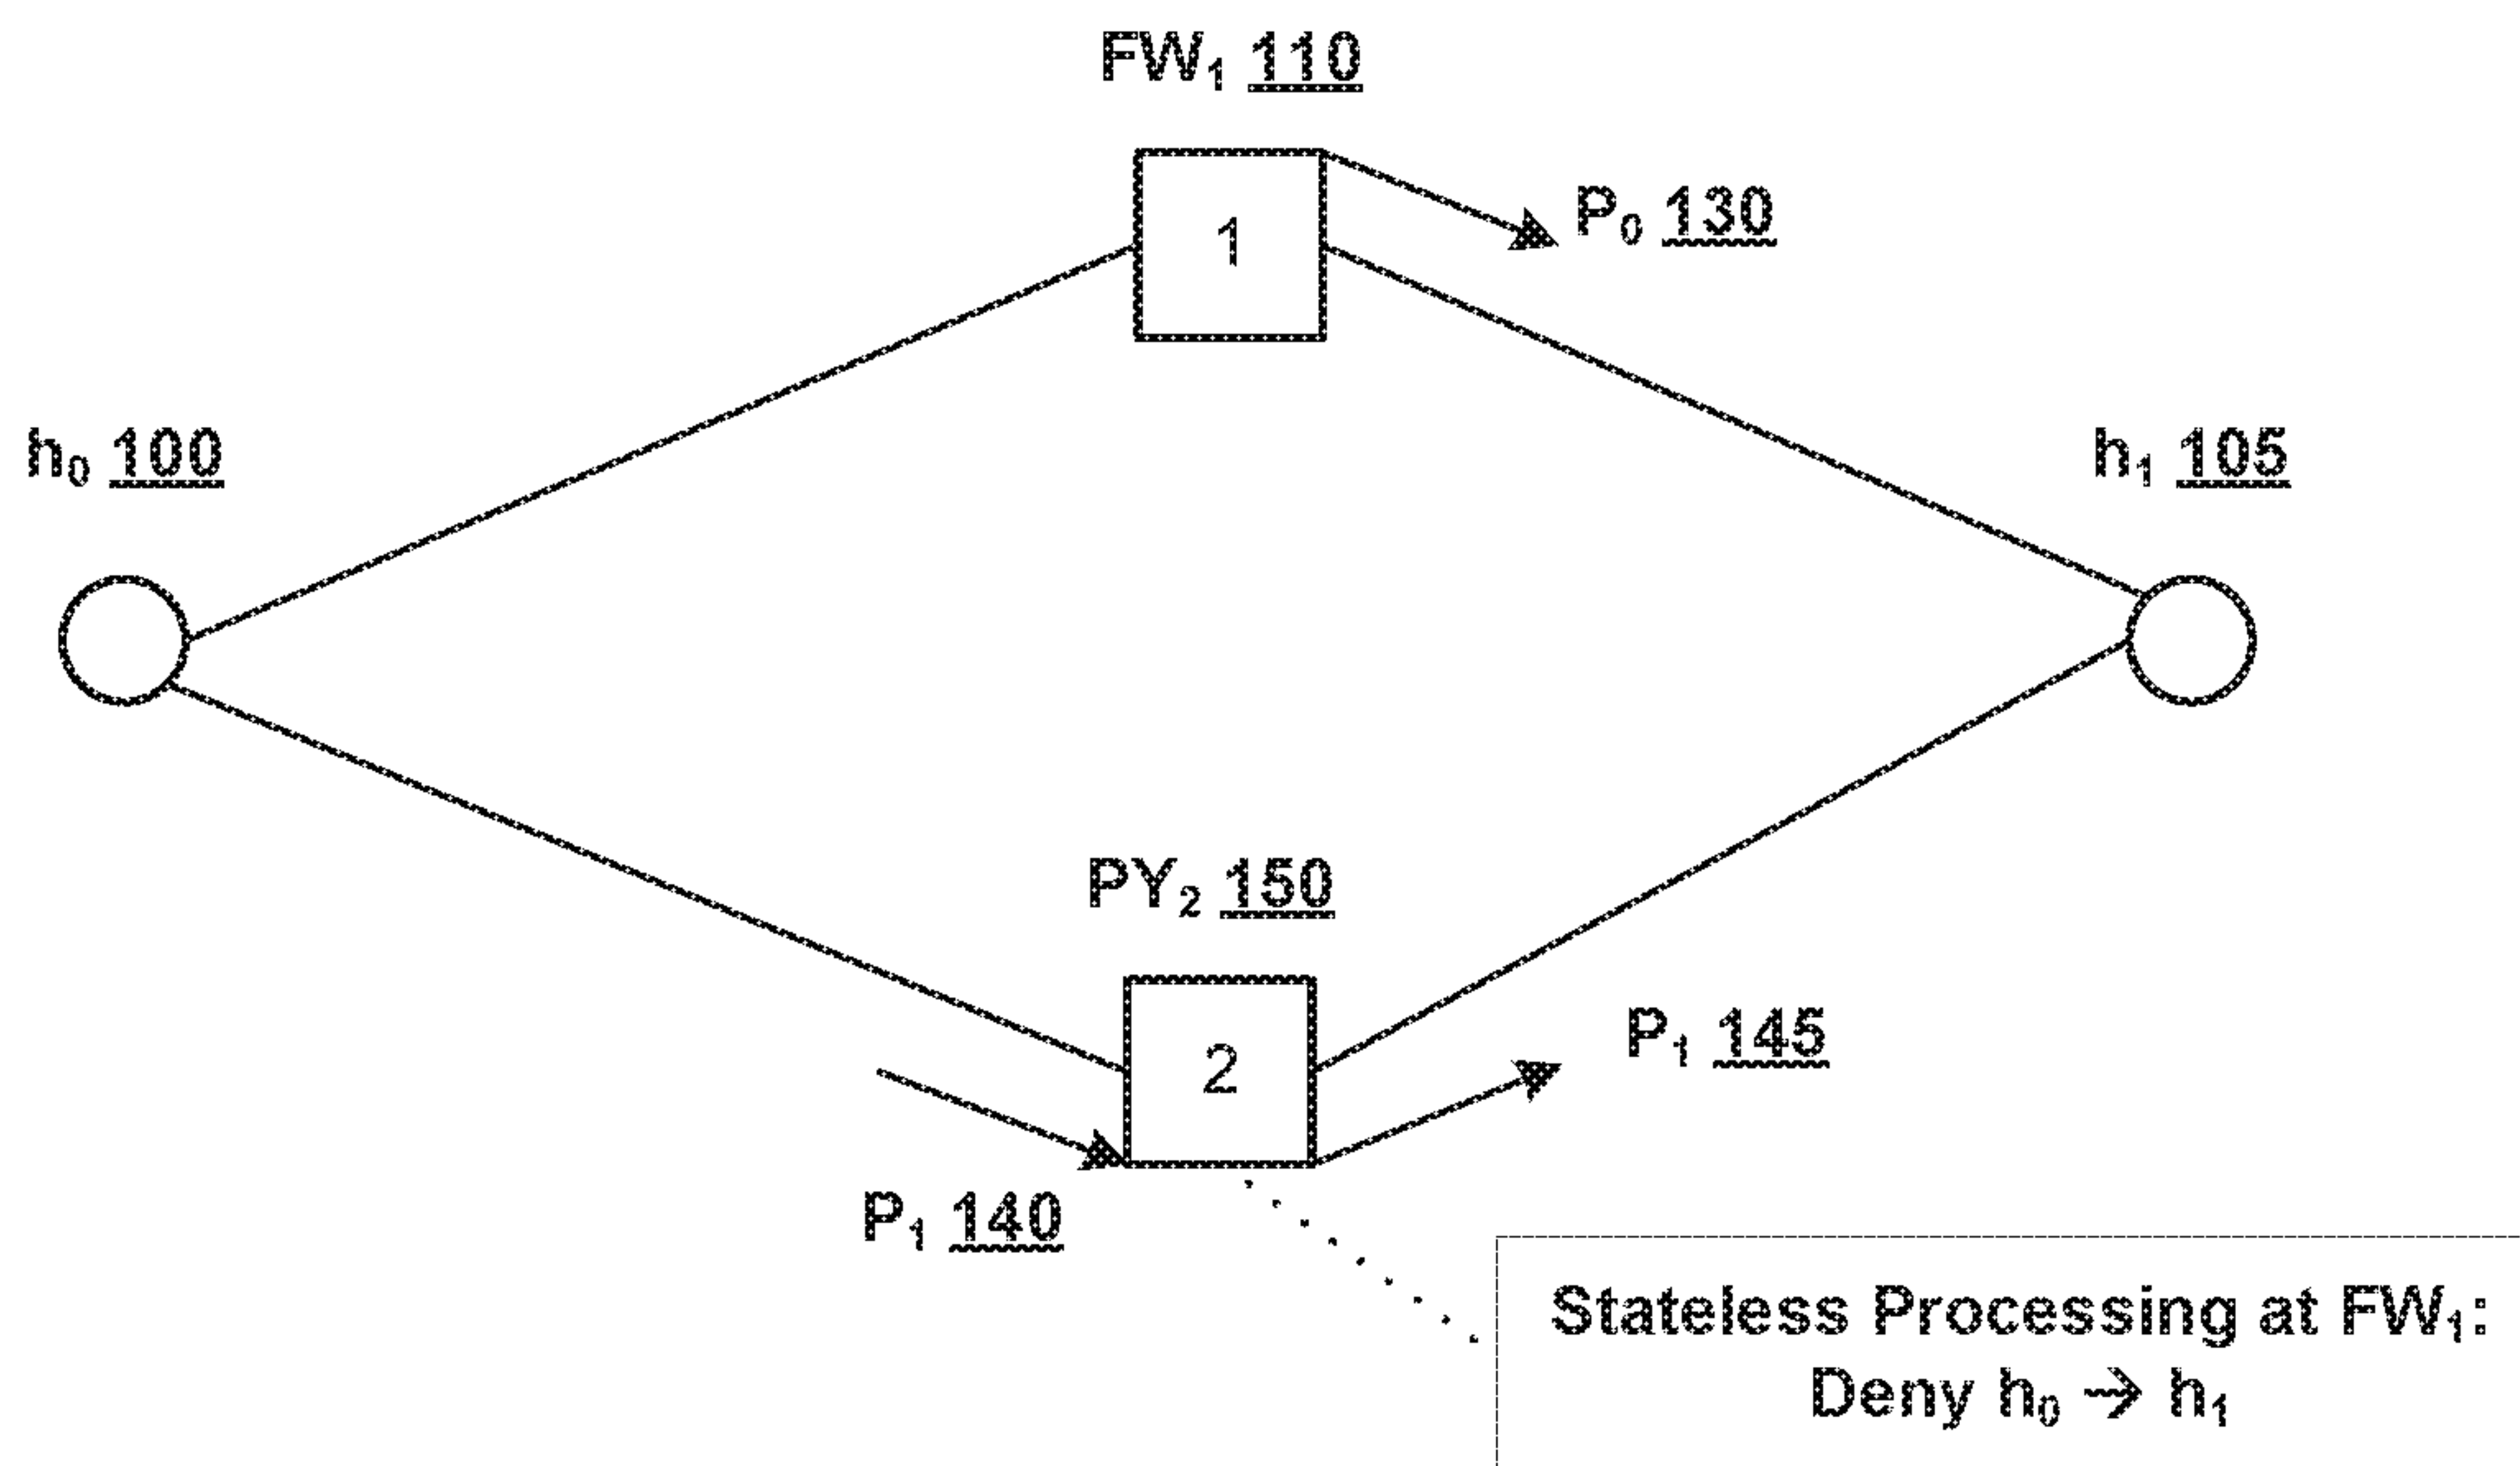 FW₁ 110
1
P₀ 130
h₀ 100
h₁ 105
PY₂ 150
2
P₁ 145
P₁ 140
Stateless Processing at FW₁:
Deny h₀ → h₁